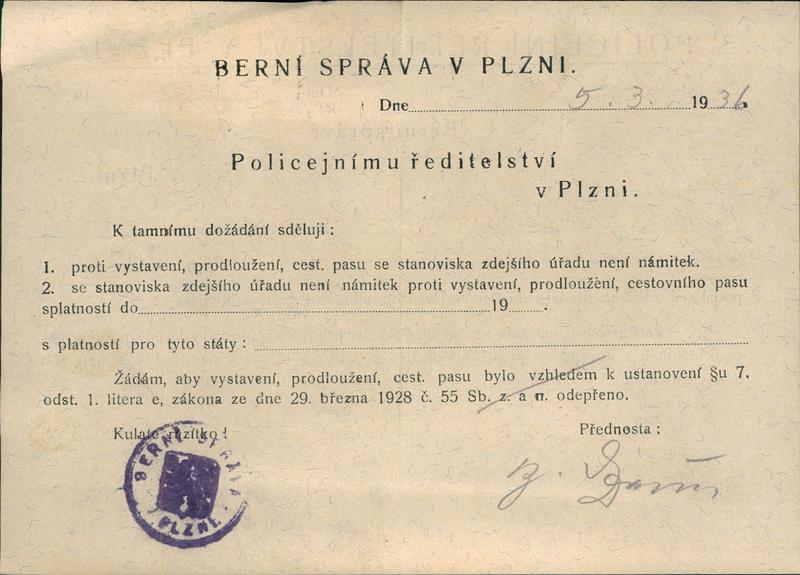 BERNÍ SPRÁVA V PLZNI.
Dne 5. 3. 1936.
Policejnímu ředitelství
v Plzni.
K tamnímu dožádání sděluji:
1. proti vystavení, prodloužení, cest. pasu se stanoviska zdejšího úřadu není námitek.
2. se stanoviska zdejšího úřadu není námitek proti vystavení, prodloužení, cestovního pasu
splatností do 19 .
s platností pro tyto státy:
Žádám, aby vystavení, prodloužení, cest. pasu bylo vzhledem k ustanovení §u 7,
odst. 1. litera e, zákona ze dne 29. března 1928 č. 55 Sb. z. a n. odepřeno.
Kulaté razítko! Přednosta:
BERNÍ SPRÁVA
PLZNI